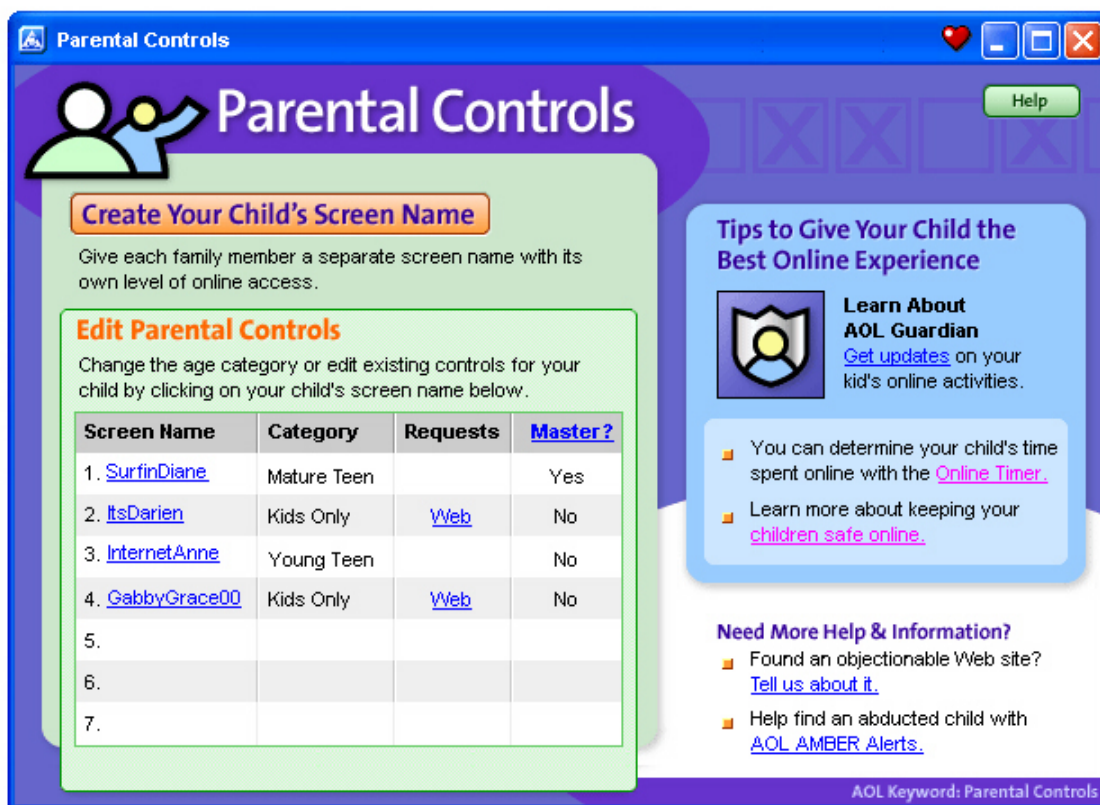 Parental Controls
Parental Controls
Help
Create Your Child's Screen Name
Give each family member a separate screen name with its
own level of online access.
Edit Parental Controls
Change the age category or edit existing controls for your
child by clicking on your child's screen name below.
Screen Name Category Requests Master?
1. SurfinDiane Mature Teen Yes
2. ItsDarien Kids Only Web No
3. InternetAnne Young Teen No
4. GabbyGrace00 Kids Only Web No
5.
6.
7.
Tips to Give Your Child the
Best Online Experience
Learn About
AOL Guardian
Get updates on your
kid's online activities.
You can determine your child's time
spent online with the Online Timer.
Learn more about keeping your
children safe online.
Need More Help & Information?
Found an objectionable Web site?
Tell us about it.
Help find an abducted child with
AOL AMBER Alerts.
AOL Keyword: Parental Controls